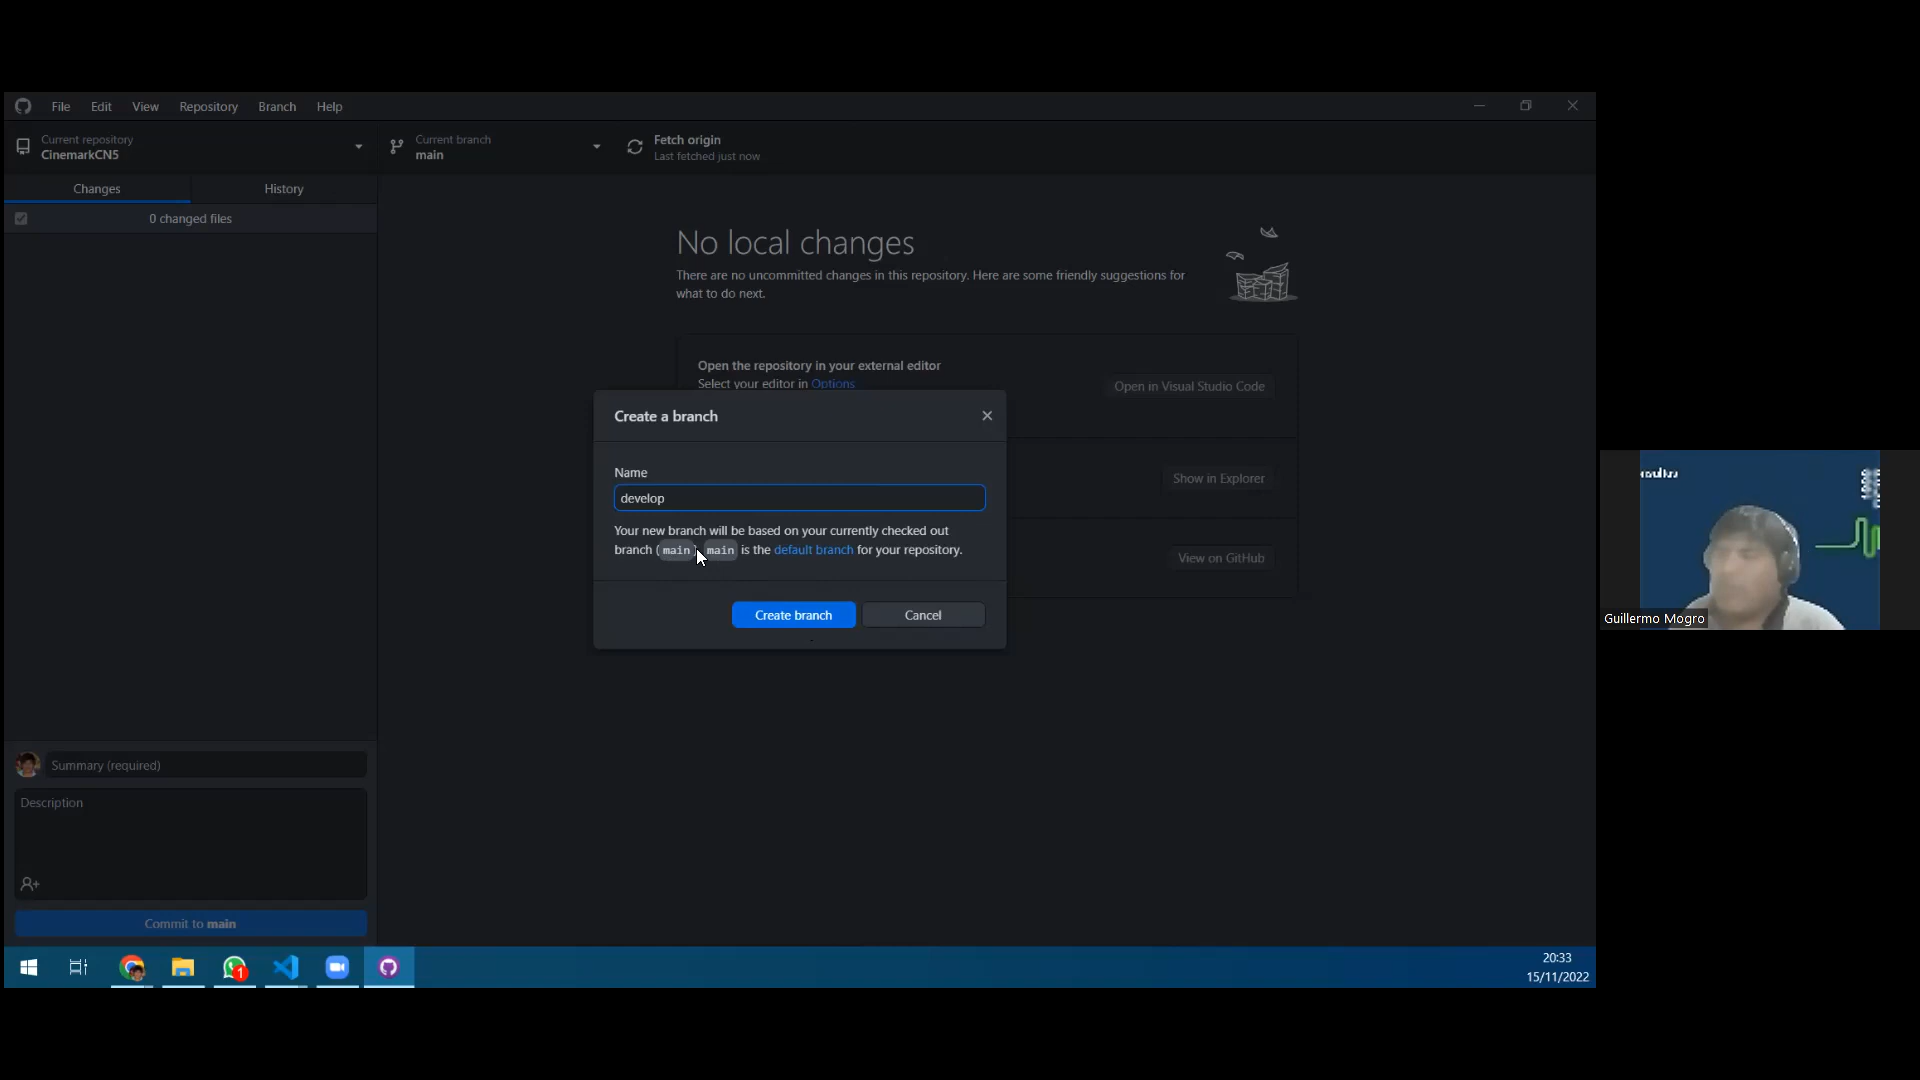 File Edit View Repository Branch Help
Current repository
CinemarkCN5
Current branch
main
Fetch origin
Last fetched just now
Changes
History
0 changed files
No local changes
There are no uncommitted changes in this repository. Here are some friendly suggestions for
what to do next.
Open the repository in your external editor
Select your editor in Options
Open in Visual Studio Code
Show in Explorer
View on GitHub
Create a branch
Name
develop
Your new branch will be based on your currently checked out
branch (main main is the default branch for your repository.
Create branch
Cancel
Guillermo Mogro
Summary (required)
Description
Commit to main
1
20:33
15/11/2022